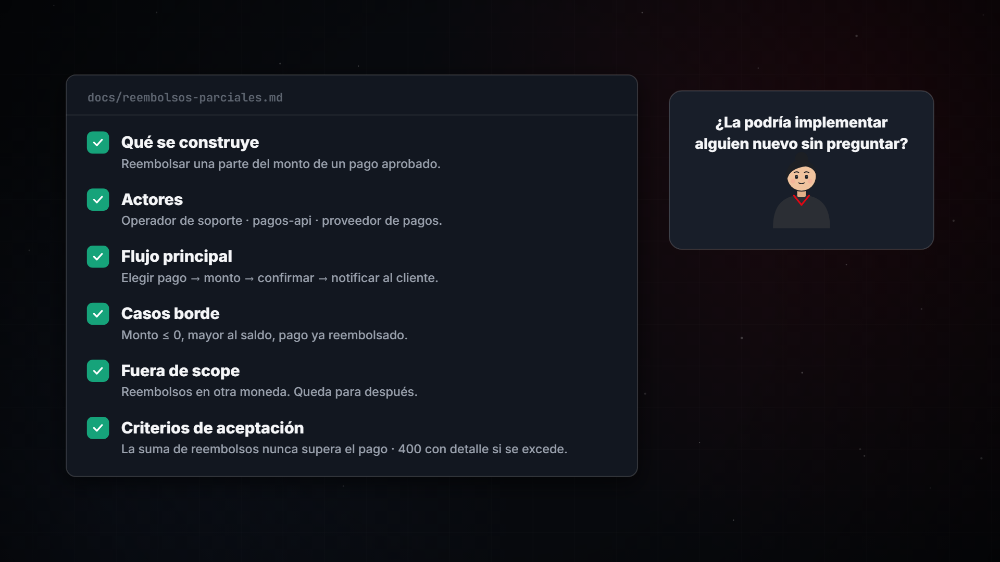 docs/reembolsos-parciales.md
Qué se construye
Reembolsar una parte del monto de un pago aprobado.
Actores
Operador de soporte · pagos-api · proveedor de pagos.
Flujo principal
Elegir pago → monto → confirmar → notificar al cliente.
Casos borde
Monto ≤ 0, mayor al saldo, pago ya reembolsado.
Fuera de scope
Reembolsos en otra moneda. Queda para después.
Criterios de aceptación
La suma de reembolsos nunca supera el pago · 400 con detalle si se excede.
¿La podría implementar
alguien nuevo sin preguntar?